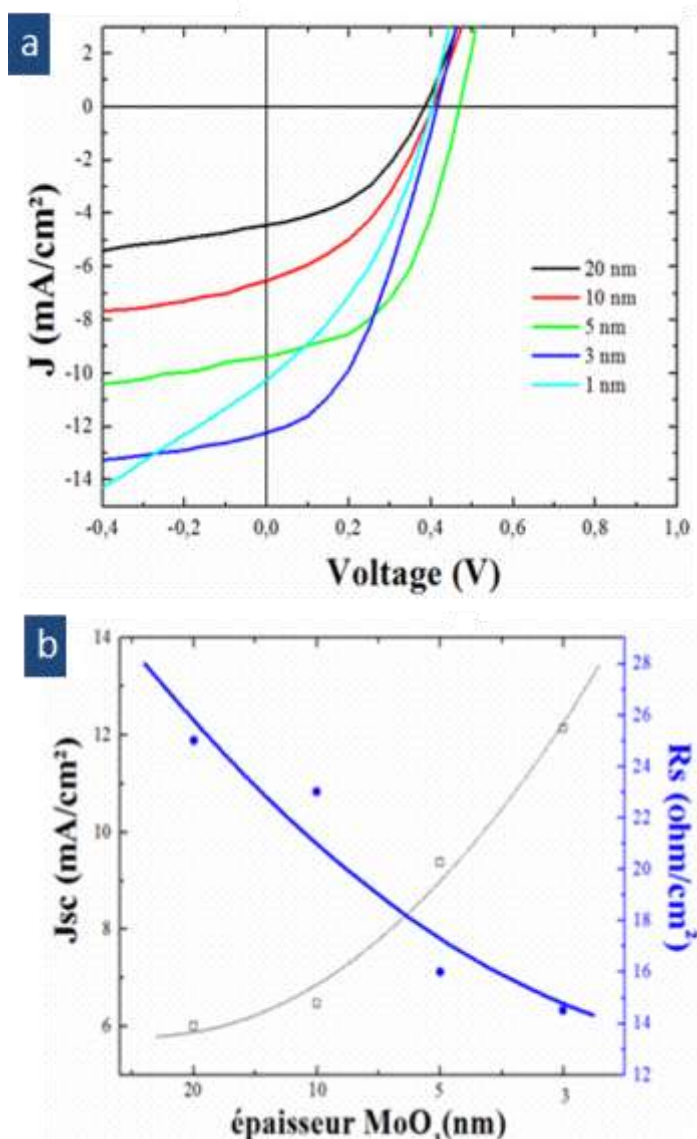 a
J (mA/cm²)
2
0
-2
-4
-6
-8
-10
-12
-14
20 nm
10 nm
5 nm
3 nm
1 nm
-0,4 -0,2 0,0 0,2 0,4 0,6 0,8 1,0
Voltage (V)
b
Jsc (mA/cm²)
14
12
10
8
6
28
26
24
22
20
18
16
14
12
Rs (ohm/cm²)
20 10 5 3
épaisseur MoO₃(nm)